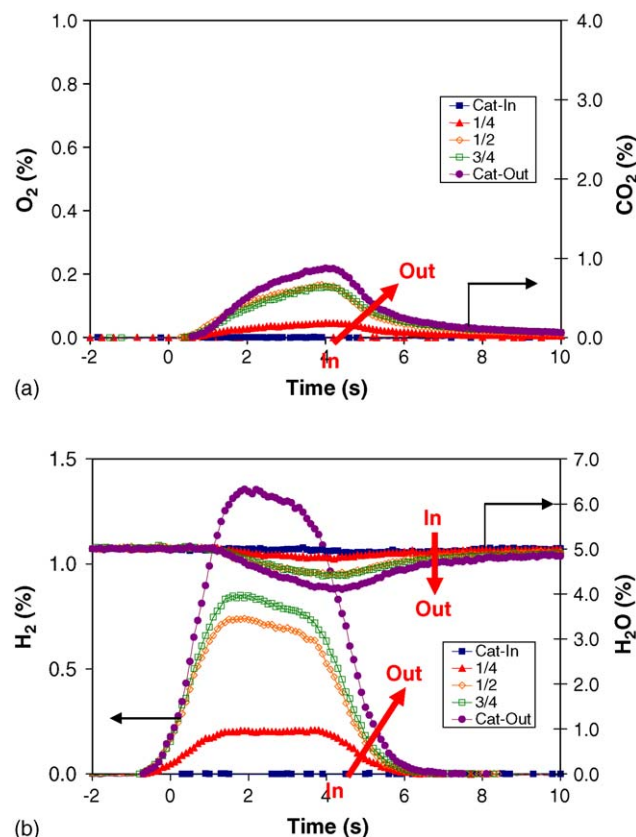 1.0
0.8
0.6
0.4
0.2
0.0
O2 (%)
4.0
3.0
2.0
1.0
0.0
CO2 (%)
Cat-In
1/4
1/2
3/4
Cat-Out
Out
In
-2 0 2 4 6 8 10
Time (s)
(a)
1.5
1.0
0.5
0.0
H2 (%)
7.0
6.0
5.0
4.0
3.0
2.0
1.0
0.0
H2O (%)
In
Out
Cat-In
1/4
1/2
3/4
Cat-Out
Out
In
-2 0 2 4 6 8 10
Time (s)
(b)